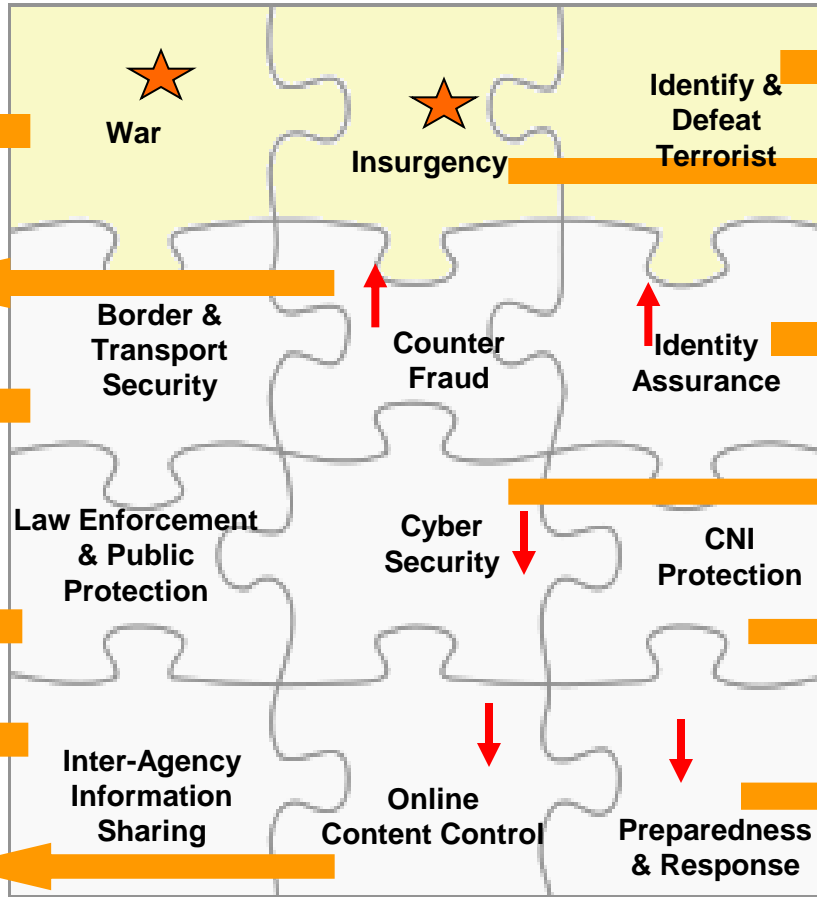 War
Insurgency
Identify &
Defeat
Terrorist
Border &
Transport
Security
Counter
Fraud
Identity
Assurance
Law Enforcement
& Public
Protection
Cyber
Security
CNI
Protection
Inter-Agency
Information
Sharing
Online
Content Control
Preparedness
& Response